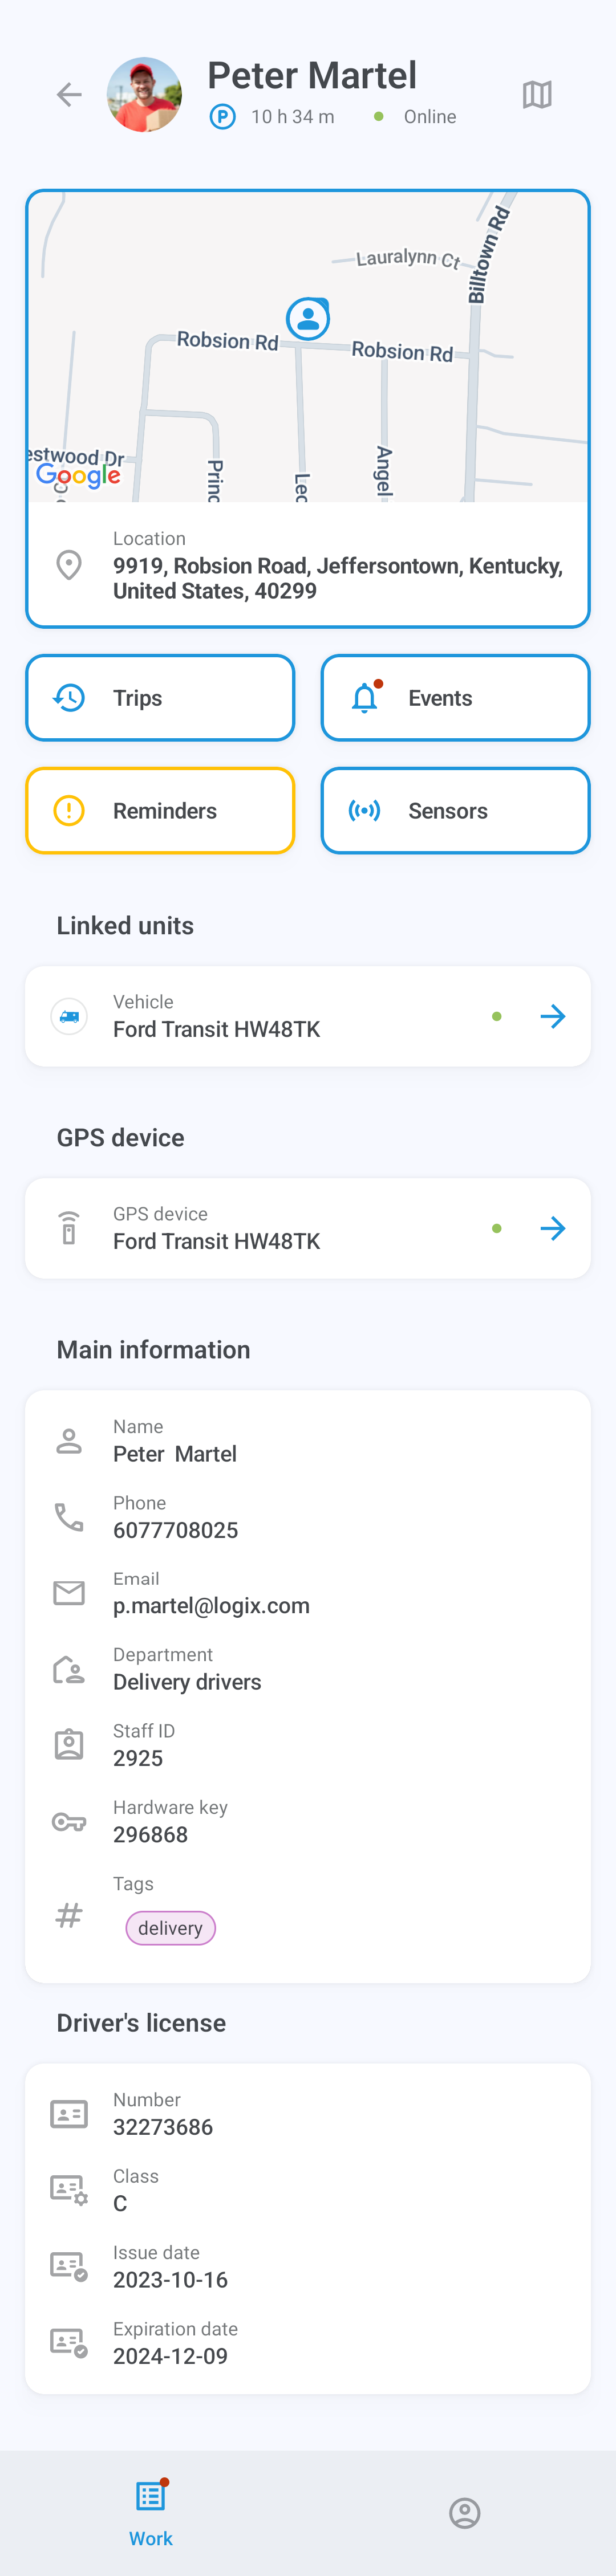 Peter Martel
P 10 h 34 m Online
Lauralynn Ct
Billtown Rd
Robsion Rd
Robsion Rd
estwood Dr
Google
Princ
Leo
Angel
Location
9919, Robsion Road, Jeffersontown, Kentucky,
United States, 40299
Trips
Events
Reminders
Sensors
Linked units
Vehicle
Ford Transit HW48TK
GPS device
GPS device
Ford Transit HW48TK
Main information
Name
Peter Martel
Phone
6077708025
Email
p.martel@logix.com
Department
Delivery drivers
Staff ID
2925
Hardware key
296868
Tags
delivery
Driver's license
Number
32273686
Class
C
Issue date
2023-10-16
Expiration date
2024-12-09
Work